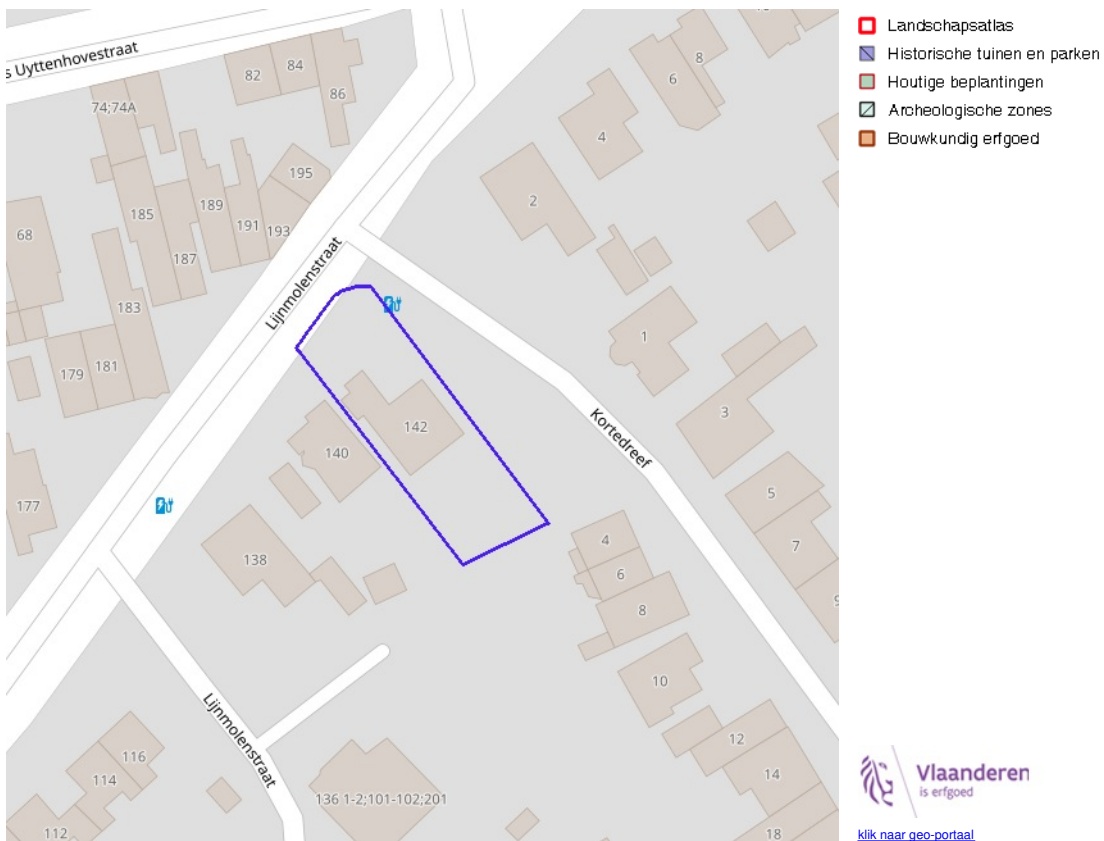 s Uyttenhovestraat
74;74A
82
84
86
8
6
4
2
195
189
191
193
185
187
183
68
179
181
177
Lijnmolenstraat
Kortedreef
1
3
5
7
9
142
140
138
4
6
8
10
12
14
18
Lijnmolenstraat
116
114
112
136 1-2;101-102;201
Landschapsatlas
Historische tuinen en parken
Houtige beplantingen
Archeologische zones
Bouwkundig erfgoed
Vlaanderen
is erfgoed
klik naar geo-portaal